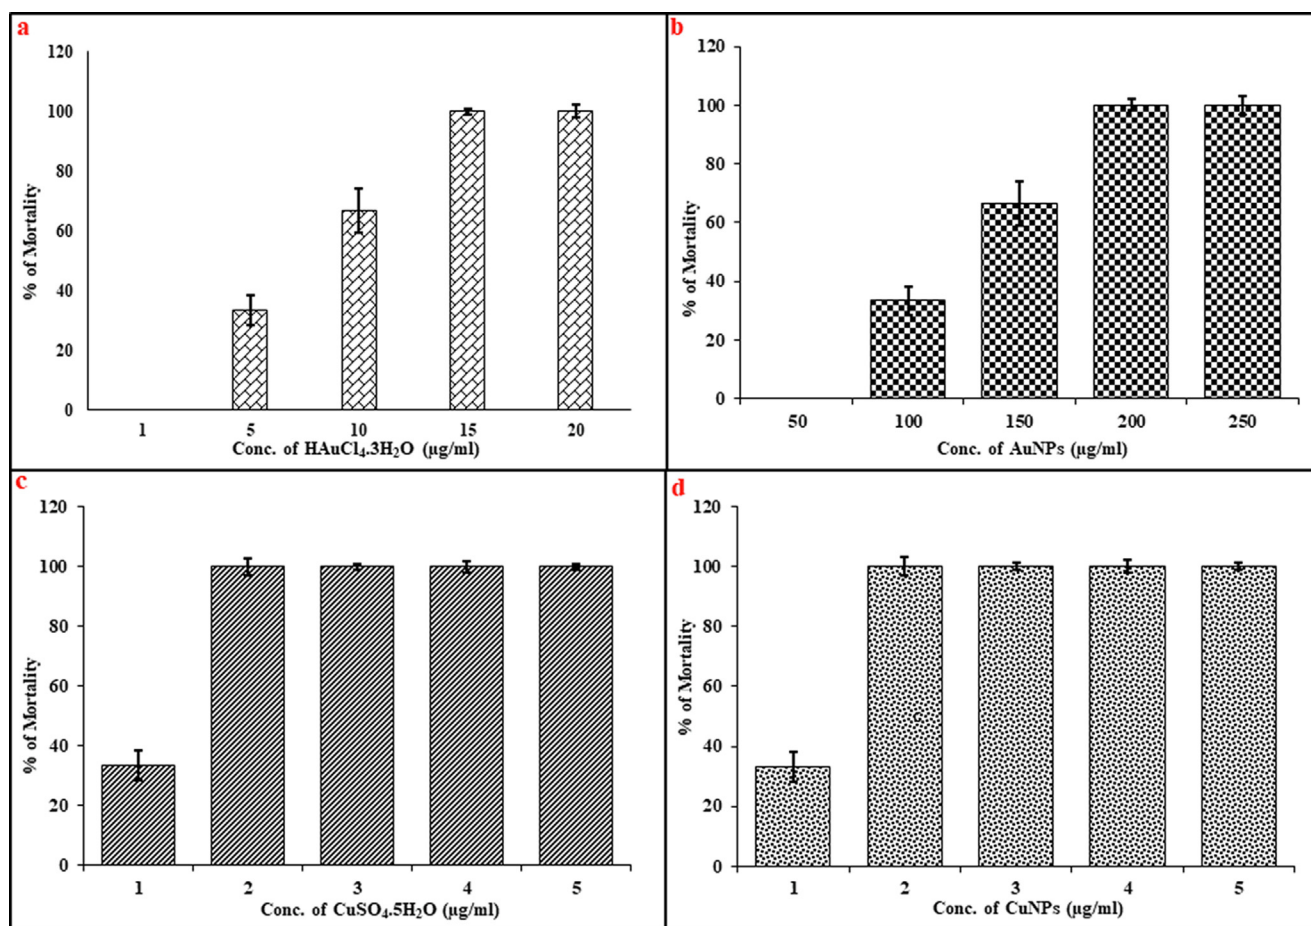 a
120
100
80
60
40
20
0
% of Mortality
1 5 10 15 20
Conc. of HAuCl₄.3H₂O (µg/ml)
b
120
100
80
60
40
20
0
% of Mortality
50 100 150 200 250
Conc. of AuNPs (µg/ml)
c
120
100
80
60
40
20
0
% of Mortality
1 2 3 4 5
Conc. of CuSO₄.5H₂O (µg/ml)
d
120
100
80
60
40
20
0
% of Mortality
c
1 2 3 4 5
Conc. of CuNPs (µg/ml)